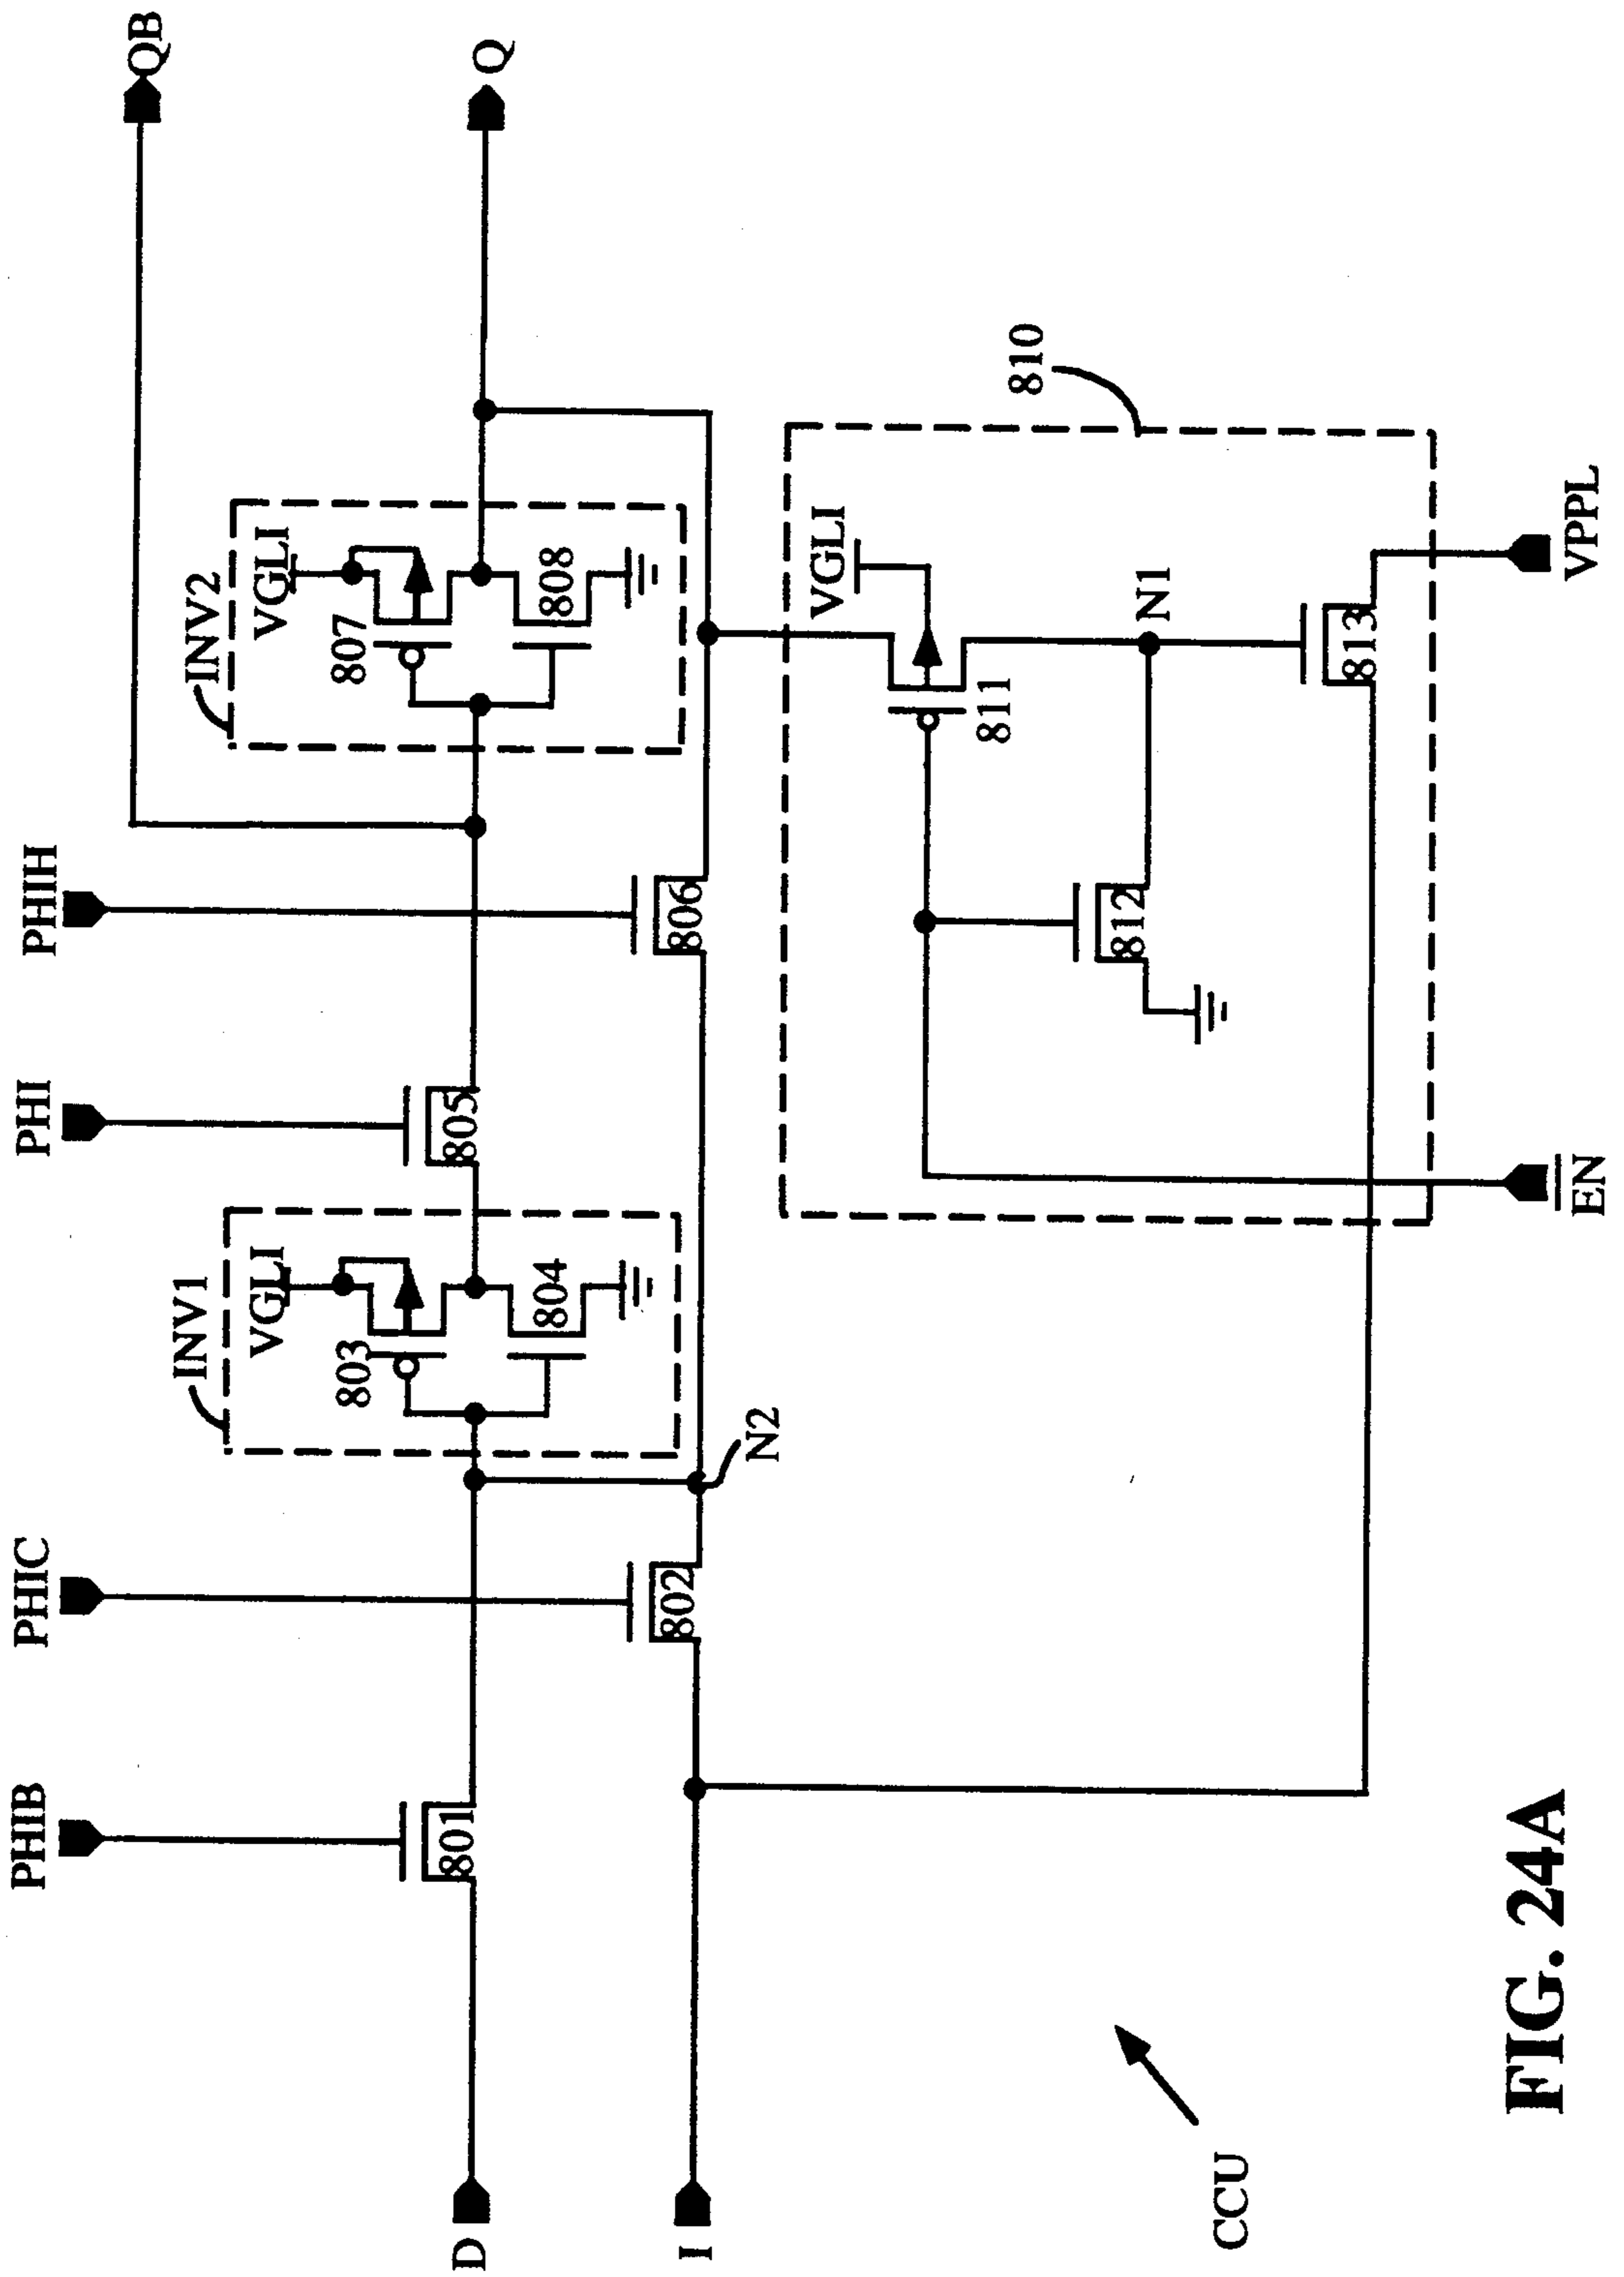 PHIB
PHIC
PHI
PHIH
QB
INV1
INV2
VGLI
VGLI
803
807
801
805
804
808
D
Q
802
806
I
N2
810
VGLI
811
812
N1
813
CCU
EN
VPPL
FIG. 24A